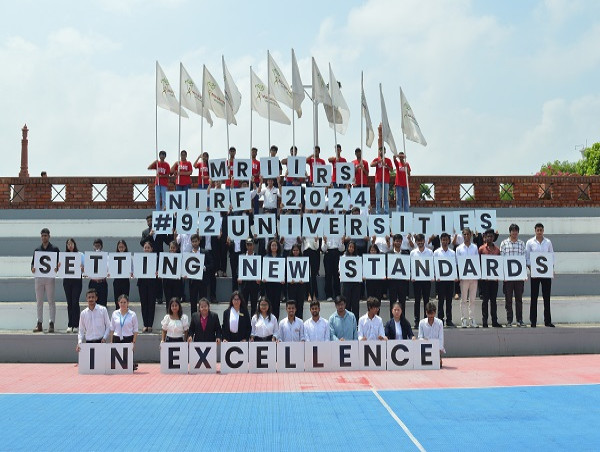 MRIIRS
NIRF 2024
#92 UNIVERSITIES
SETTING NEW STANDARDS
IN EXCELLENCE